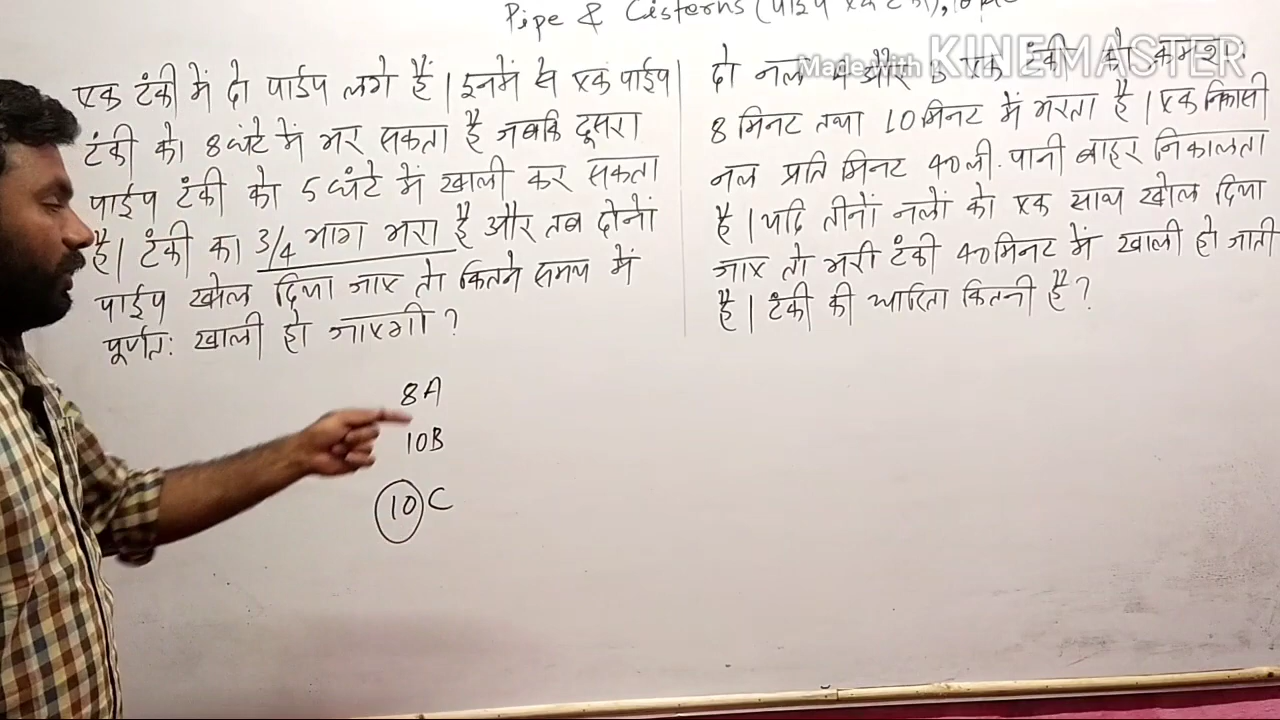 Pipe & Cisterns (पाईप एवं टंकी),
Made with KINEMASTER
एक टंकी में दो पाईप लगे हैं। इनमें से एक पाईप
टंकी को 8 घंटे में भर सकता है जबकि दूसरा
पाईप टंकी को 5 घंटे में खाली कर सकता
है। टंकी का 3/4 भाग भरा है और तब दोनों
पाईप खोल दिया जाए तो कितने समय में
पूर्णतः खाली हो जाएगी ?
दो नल A और B एक टंकी को क्रमशः
8 मिनट तथा 10 मिनट में भरता है। एक निकासी
नल प्रति मिनट 40 ली. पानी बाहर निकालता
है। यदि तीनों नलों को एक साथ खोल दिया
जाए तो भरी टंकी 40 मिनट में खाली हो जाती
है। टंकी की धारिता कितनी है ?
8A
10B
10 C